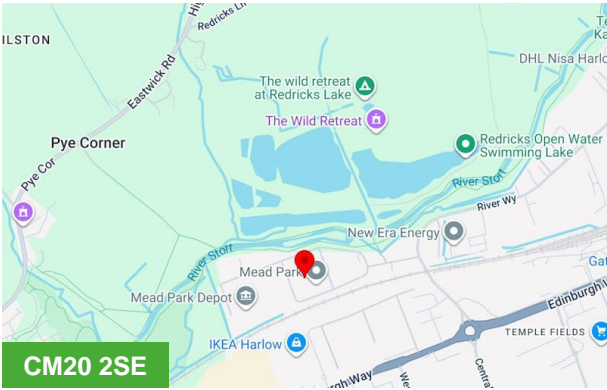 ILSTON
Redricks Ln
Eastwick Rd
DHL Nisa Harlo
The wild retreat
at Redricks Lake
The Wild Retreat
Pye Corner
Redricks Open Water
Swimming Lake
Pye Cor
River Stort
River Wy
New Era Energy
River Stort
Mead Park
Mead Park Depot
Edinburgh
TEMPLE FIELDS
IKEA Harlow
CM20 2SE